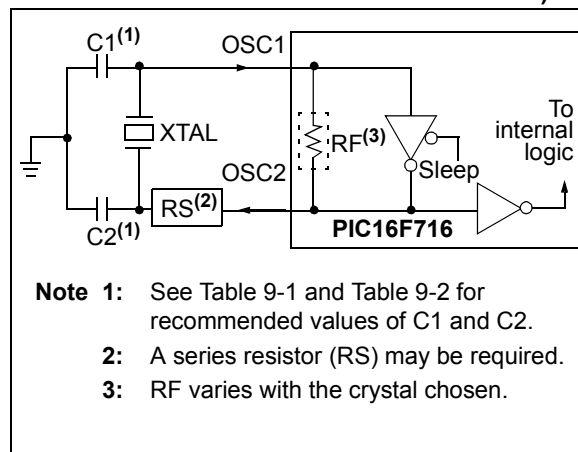 C1(1)
OSC1
To
internal
logic
XTAL
RF(3)
OSC2
Sleep
RS(2)
C2(1)
PIC16F716
Note 1: See Table 9-1 and Table 9-2 for
recommended values of C1 and C2.
2: A series resistor (RS) may be required.
3: RF varies with the crystal chosen.